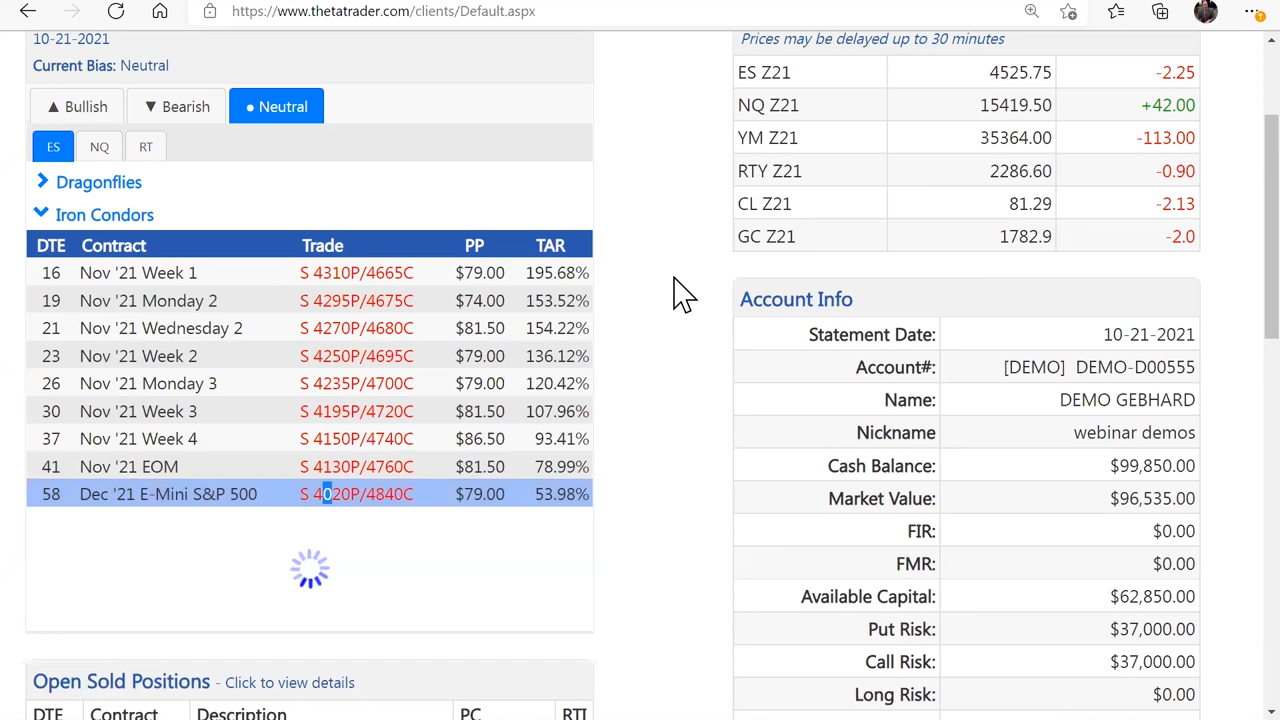 https://www.thetatrader.com/clients/Default.aspx
10-21-2021
Current Bias: Neutral
▲ Bullish ▼ Bearish ● Neutral
ES NQ RT
Dragonflies
Iron Condors
DTE Contract Trade PP TAR
16 Nov '21 Week 1 S 4310P/4665C $79.00 195.68%
19 Nov '21 Monday 2 S 4295P/4675C $74.00 153.52%
21 Nov '21 Wednesday 2 S 4270P/4680C $81.50 154.22%
23 Nov '21 Week 2 S 4250P/4695C $79.00 136.12%
26 Nov '21 Monday 3 S 4235P/4700C $79.00 120.42%
30 Nov '21 Week 3 S 4195P/4720C $81.50 107.96%
37 Nov '21 Week 4 S 4150P/4740C $86.50 93.41%
41 Nov '21 EOM S 4130P/4760C $81.50 78.99%
58 Dec '21 E-Mini S&P 500 S 4020P/4840C $79.00 53.98%
Open Sold Positions - Click to view details
DTE Contract Description PC RTI
Prices may be delayed up to 30 minutes
ES Z21 4525.75 -2.25
NQ Z21 15419.50 +42.00
YM Z21 35364.00 -113.00
RTY Z21 2286.60 -0.90
CL Z21 81.29 -2.13
GC Z21 1782.9 -2.0
Account Info
Statement Date: 10-21-2021
Account#: [DEMO] DEMO-D00555
Name: DEMO GEBHARD
Nickname webinar demos
Cash Balance: $99,850.00
Market Value: $96,535.00
FIR: $0.00
FMR: $0.00
Available Capital: $62,850.00
Put Risk: $37,000.00
Call Risk: $37,000.00
Long Risk: $0.00